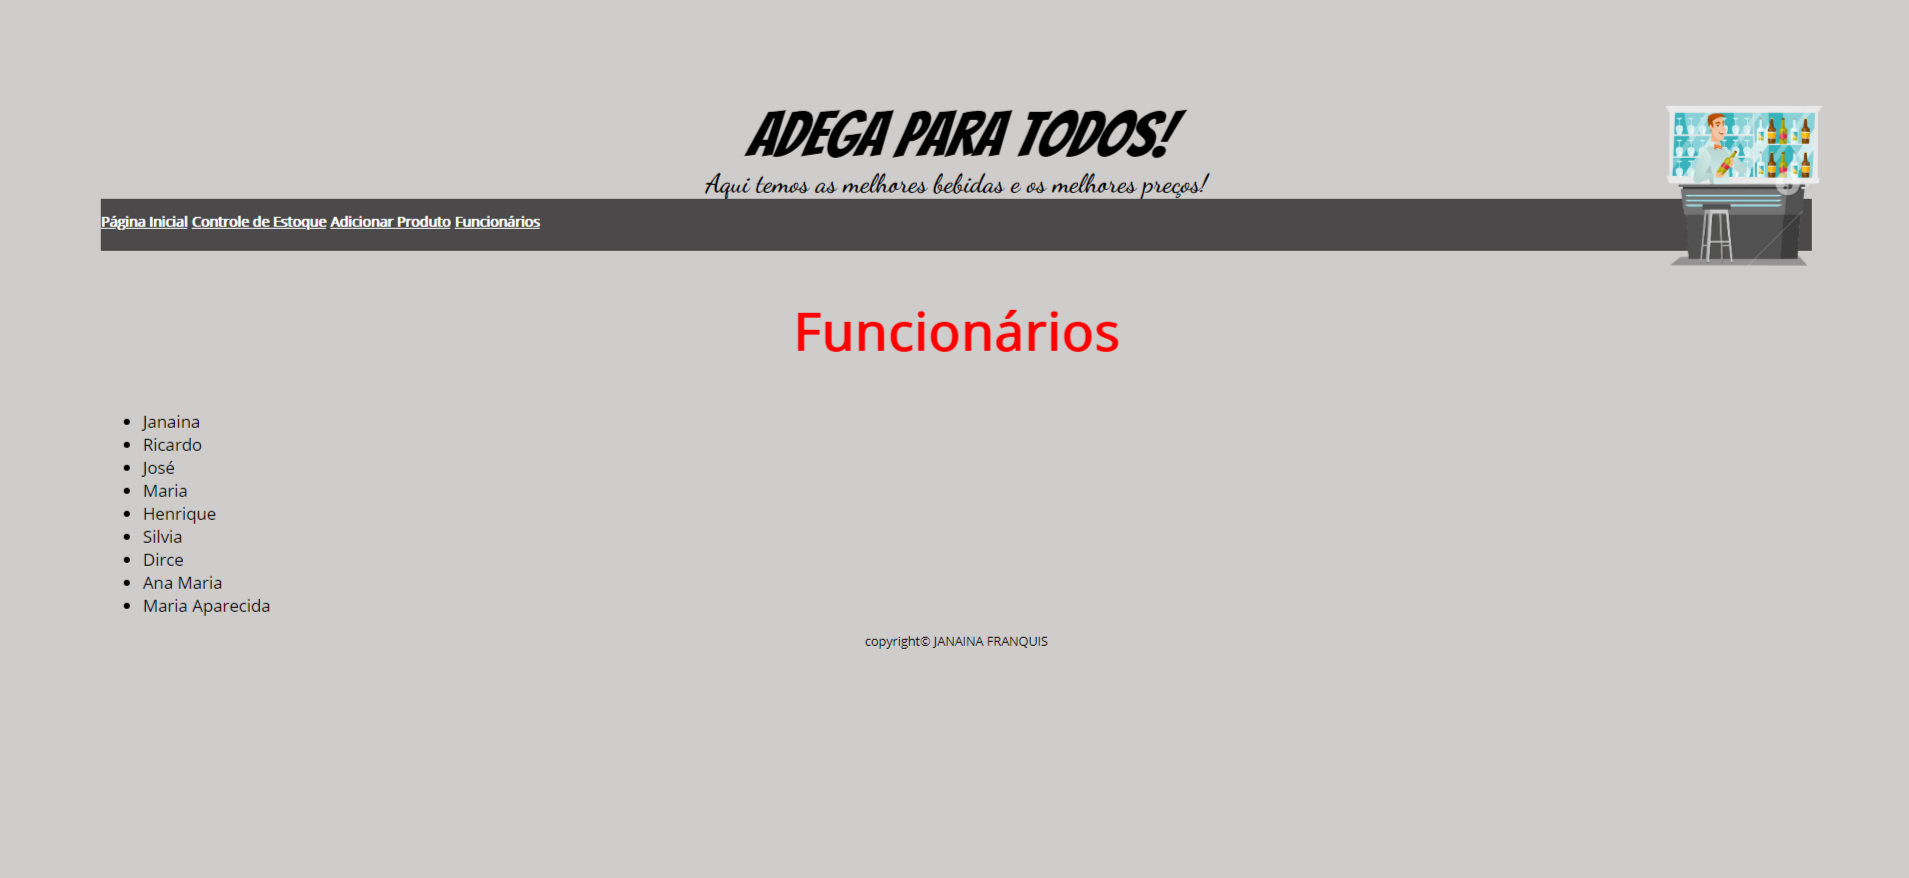 ADEGA PARA TODOS!
Aqui temos as melhores bebidas e os melhores preços!
Página Inicial Controle de Estoque Adicionar Produto Funcionários
Funcionários
Janaina
Ricardo
José
Maria
Henrique
Silvia
Dirce
Ana Maria
Maria Aparecida
copyright© JANAINA FRANQUIS